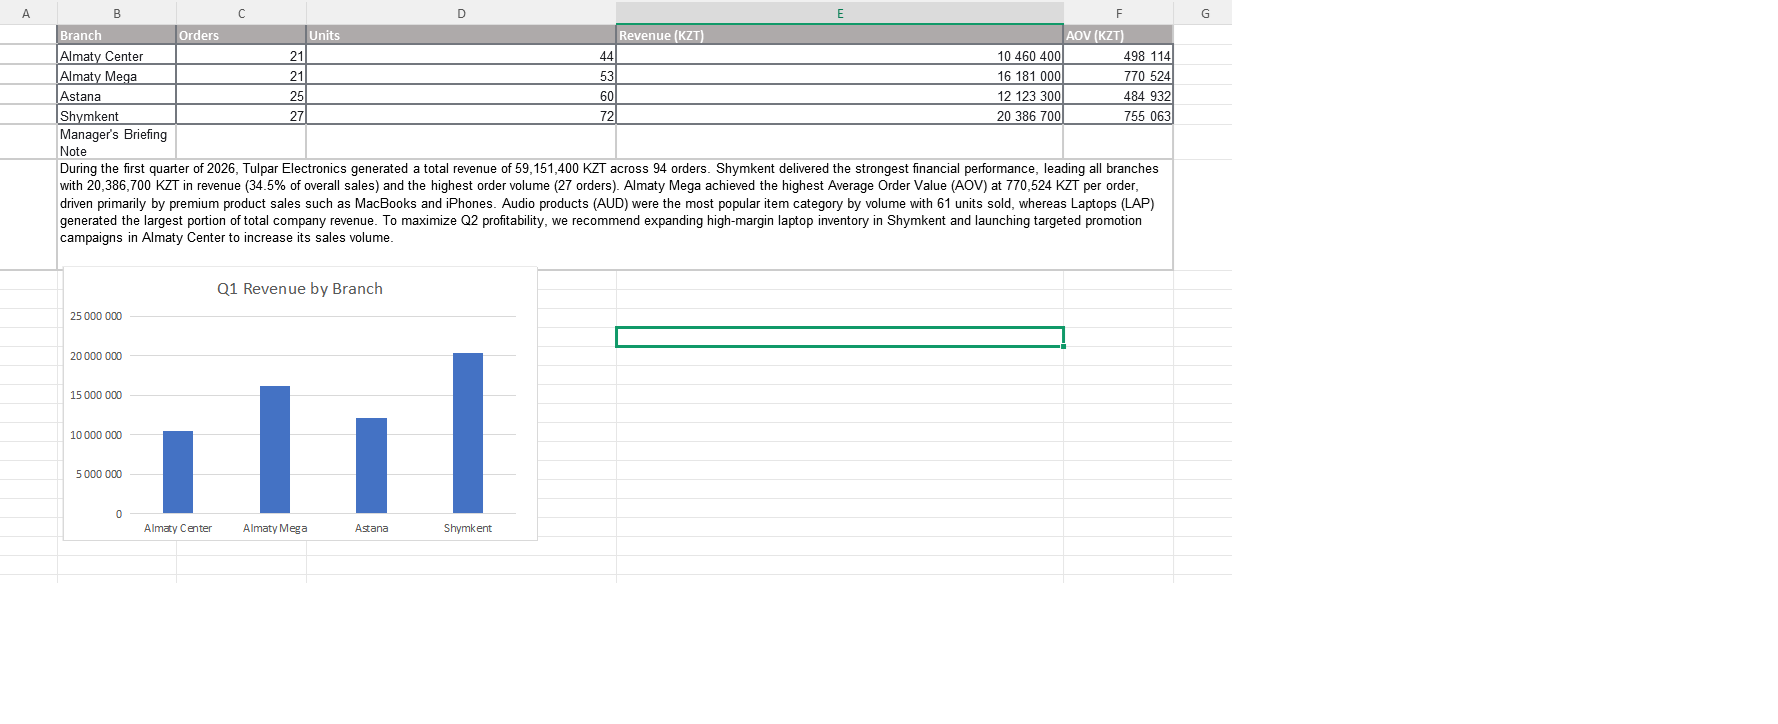 A B C D E F G
Branch Orders Units Revenue (KZT) AOV (KZT)
Almaty Center 21 44 10 460 400 498 114
Almaty Mega 21 53 16 181 000 770 524
Astana 25 60 12 123 300 484 932
Shymkent 27 72 20 386 700 755 063
Manager's Briefing
Note
During the first quarter of 2026, Tulpar Electronics generated a total revenue of 59,151,400 KZT across 94 orders. Shymkent delivered the strongest financial performance, leading all branches
with 20,386,700 KZT in revenue (34.5% of overall sales) and the highest order volume (27 orders). Almaty Mega achieved the highest Average Order Value (AOV) at 770,524 KZT per order,
driven primarily by premium product sales such as MacBooks and iPhones. Audio products (AUD) were the most popular item category by volume with 61 units sold, whereas Laptops (LAP)
generated the largest portion of total company revenue. To maximize Q2 profitability, we recommend expanding high-margin laptop inventory in Shymkent and launching targeted promotion
campaigns in Almaty Center to increase its sales volume.
Q1 Revenue by Branch
25 000 000
20 000 000
15 000 000
10 000 000
5 000 000
0
Almaty Center Almaty Mega Astana Shymkent